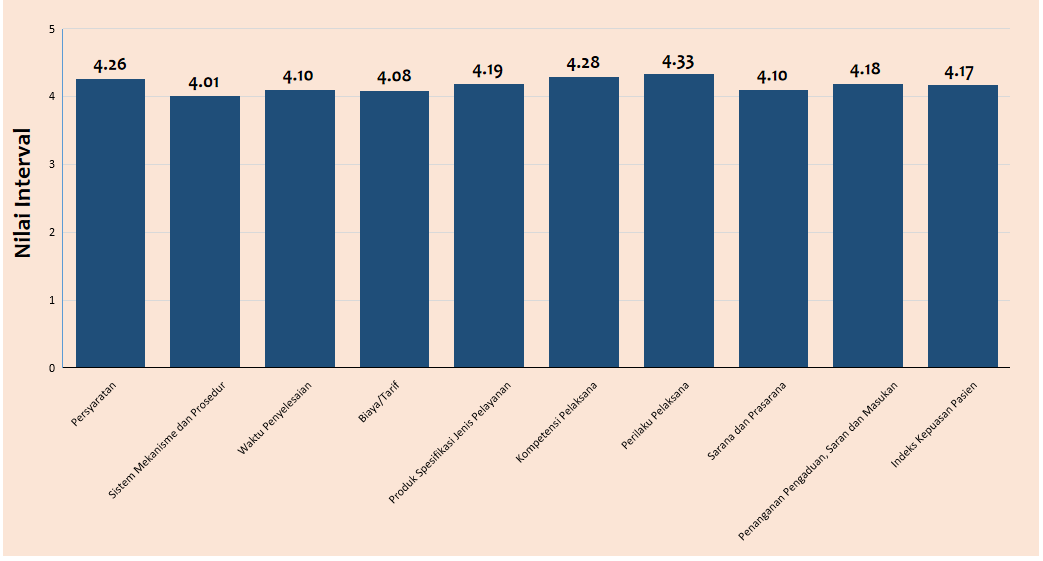 Nilai Interval
5
4
3
2
1
0
4.26
4.01
4.10
4.08
4.19
4.28
4.33
4.10
4.18
4.17
Persyaratan
Sistem Mekanisme dan Prosedur
Waktu Penyelesaian
Biaya/Tarif
Produk Spesifikasi Jenis Pelayanan
Kompetensi Pelaksana
Perilaku Pelaksana
Sarana dan Prasarana
Penanganan Pengaduan, Saran dan Masukan
Indeks Kepuasan Pasien